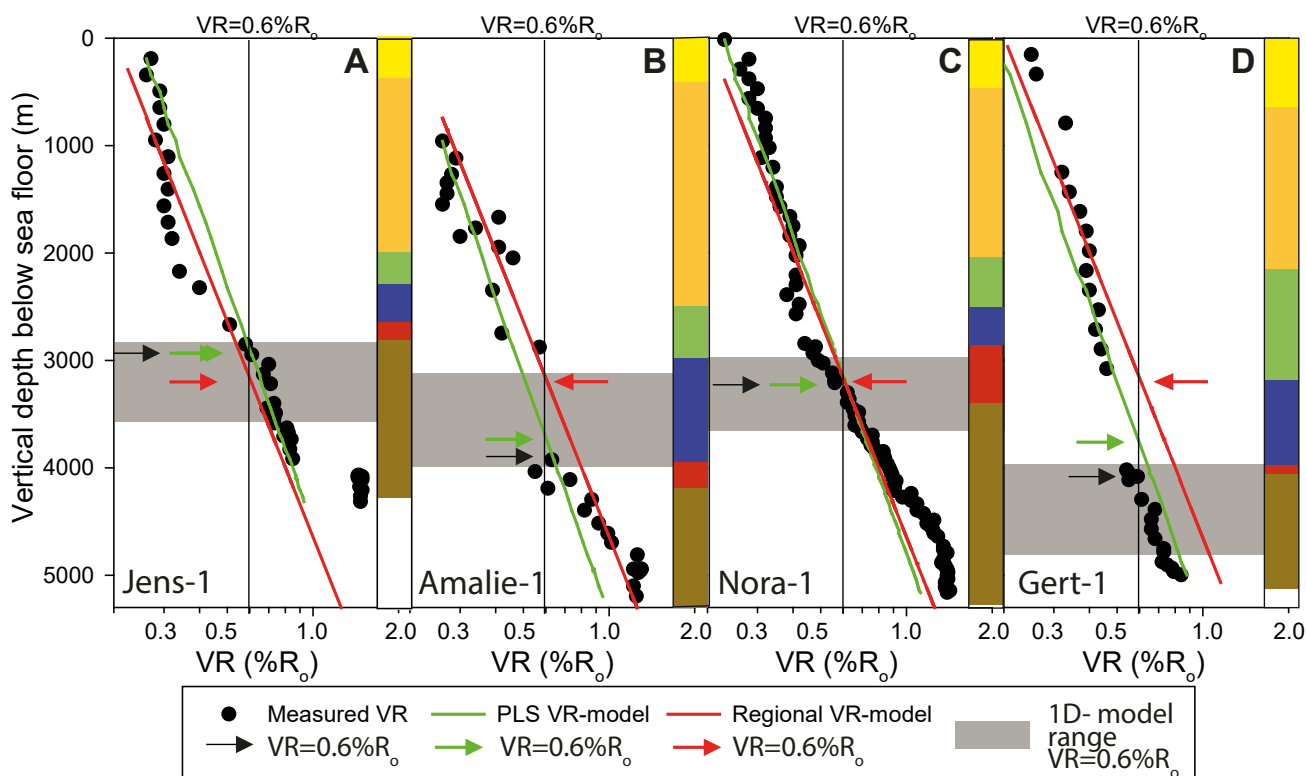 VR=0.6%Ro VR=0.6%Ro VR=0.6%Ro VR=0.6%Ro
A B C D
Vertical depth below sea floor (m)
0
1000
2000
3000
4000
5000
Jens-1 Amalie-1 Nora-1 Gert-1
0.3 0.6 1.0 2.0 0.3 0.5 1.0 2.0 0.3 0.6 1.0 2.0 0.3 0.6 1.0 2.0
VR (%Ro) VR (%Ro) VR (%Ro) VR (%Ro)
Measured VR PLS VR-model Regional VR-model 1D- model
range
VR=0.6%Ro VR=0.6%Ro VR=0.6%Ro VR=0.6%Ro